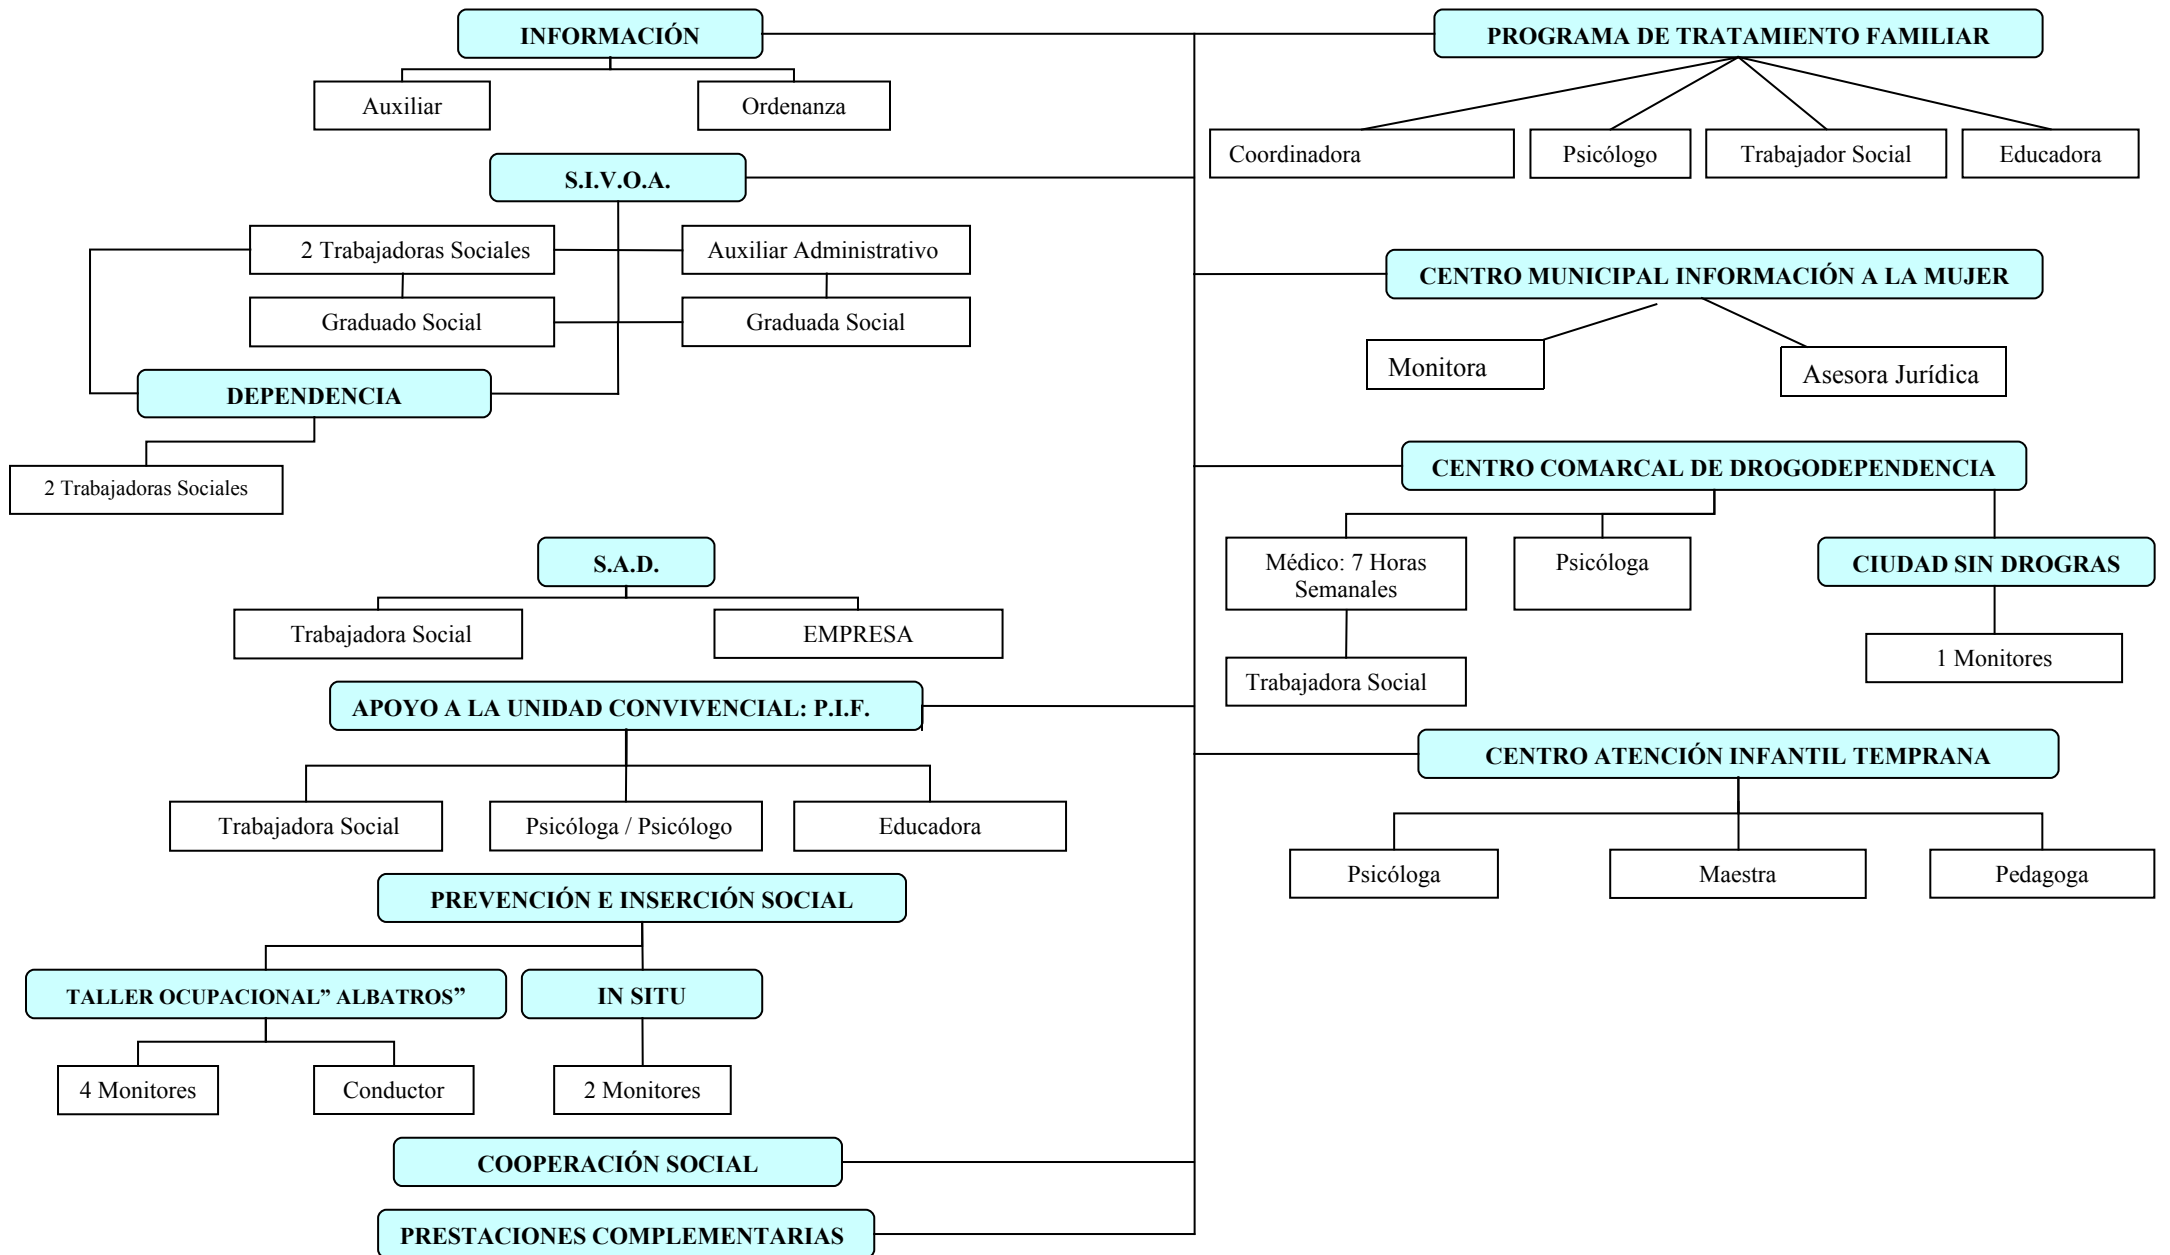 INFORMACIÓN
Auxiliar
Ordenanza
S.I.V.O.A.
2 Trabajadoras Sociales
Auxiliar Administrativo
Graduado Social
Graduada Social
DEPENDENCIA
2 Trabajadoras Sociales
S.A.D.
Trabajadora Social
EMPRESA
APOYO A LA UNIDAD CONVIVENCIAL: P.I.F.
Trabajadora Social
Psicóloga / Psicólogo
Educadora
PREVENCIÓN E INSERCIÓN SOCIAL
TALLER OCUPACIONAL” ALBATROS”
IN SITU
4 Monitores
Conductor
2 Monitores
COOPERACIÓN SOCIAL
PRESTACIONES COMPLEMENTARIAS
PROGRAMA DE TRATAMIENTO FAMILIAR
Coordinadora
Psicólogo
Trabajador Social
Educadora
CENTRO MUNICIPAL INFORMACIÓN A LA MUJER
Monitora
Asesora Jurídica
CENTRO COMARCAL DE DROGODEPENDENCIA
Médico: 7 Horas
Semanales
Psicóloga
CIUDAD SIN DROGRAS
Trabajadora Social
1 Monitores
CENTRO ATENCIÓN INFANTIL TEMPRANA
Psicóloga
Maestra
Pedagoga